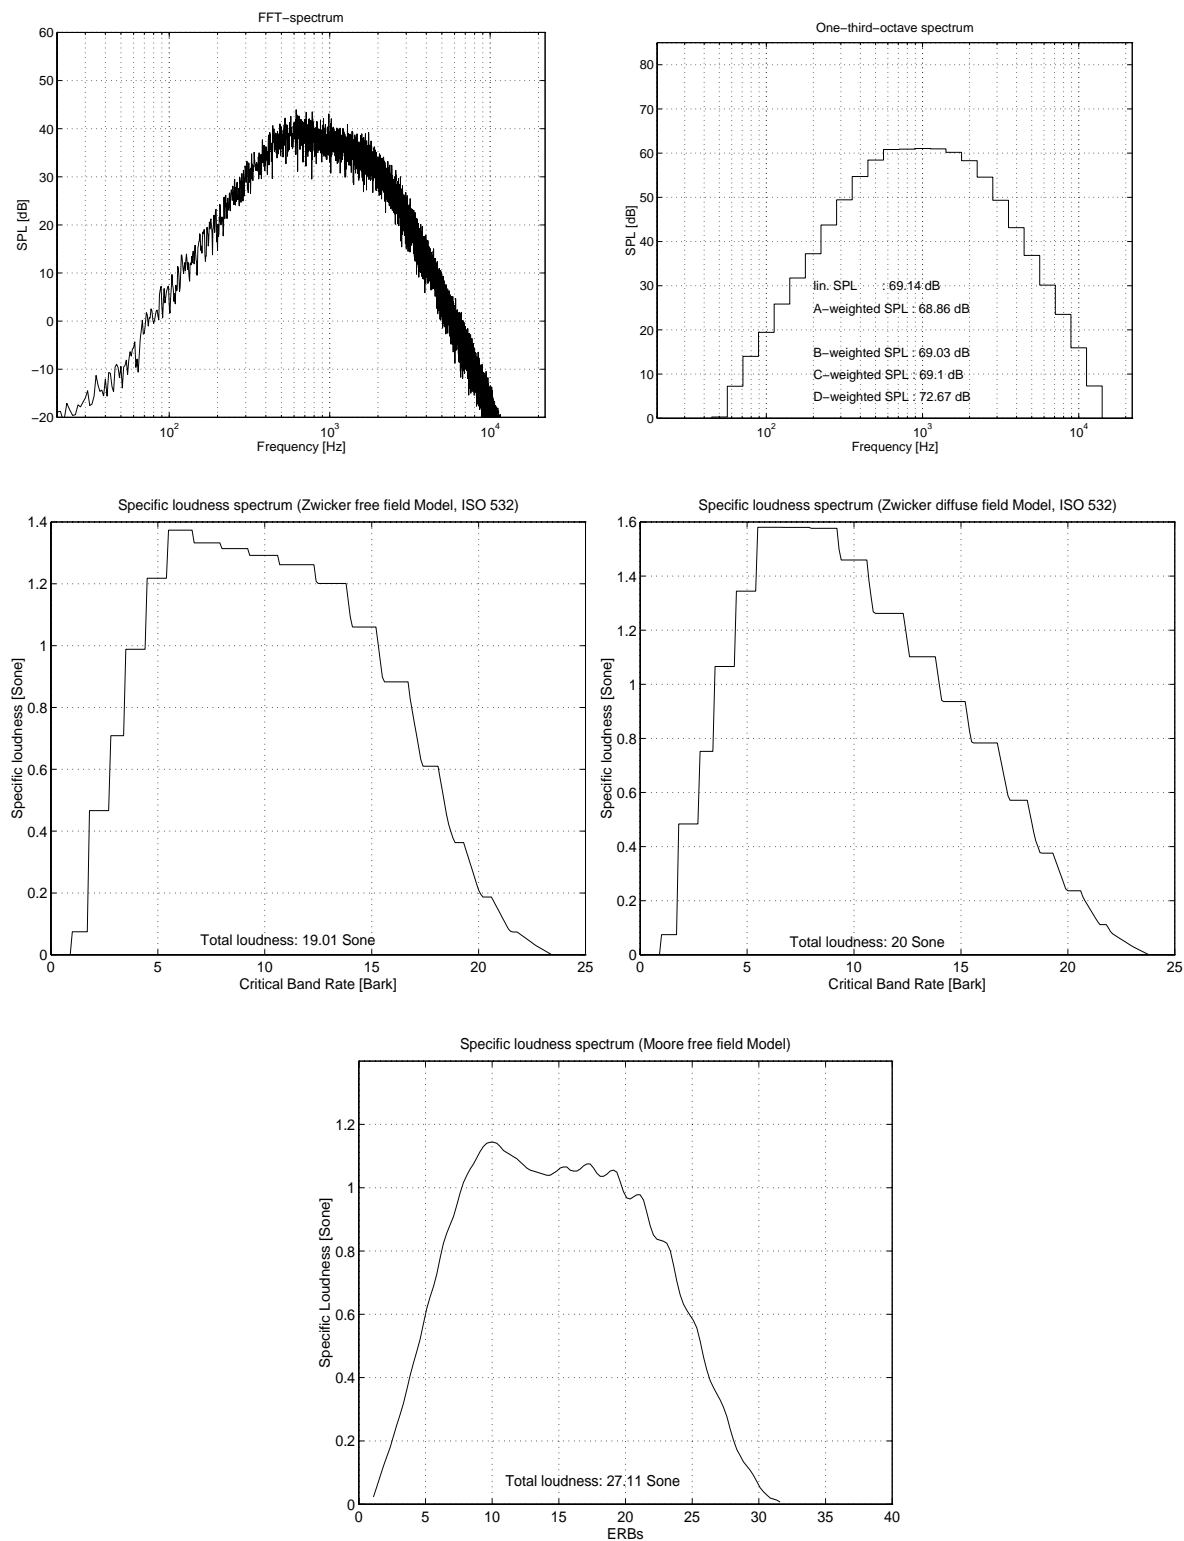 FFT−spectrum
60
50
40
30
20
10
0
−10
−20
SPL [dB]
10^2
10^3
10^4
Frequency [Hz]
One−third−octave spectrum
80
70
60
50
40
30
20
10
0
SPL [dB]
lin. SPL : 69.14 dB
A−weighted SPL : 68.86 dB
B−weighted SPL : 69.03 dB
C−weighted SPL : 69.1 dB
D−weighted SPL : 72.67 dB
10^2
10^3
10^4
Frequency [Hz]
Specific loudness spectrum (Zwicker free field Model, ISO 532)
1.4
1.2
1
0.8
0.6
0.4
0.2
0
Specific loudness [Sone]
Total loudness: 19.01 Sone
0 5 10 15 20 25
Critical Band Rate [Bark]
Specific loudness spectrum (Zwicker diffuse field Model, ISO 532)
1.6
1.4
1.2
1
0.8
0.6
0.4
0.2
0
Specific loudness [Sone]
Total loudness: 20 Sone
0 5 10 15 20 25
Critical Band Rate [Bark]
Specific loudness spectrum (Moore free field Model)
1.2
1
0.8
0.6
0.4
0.2
0
Specific Loudness [Sone]
Total loudness: 27.11 Sone
0 5 10 15 20 25 30 35 40
ERBs